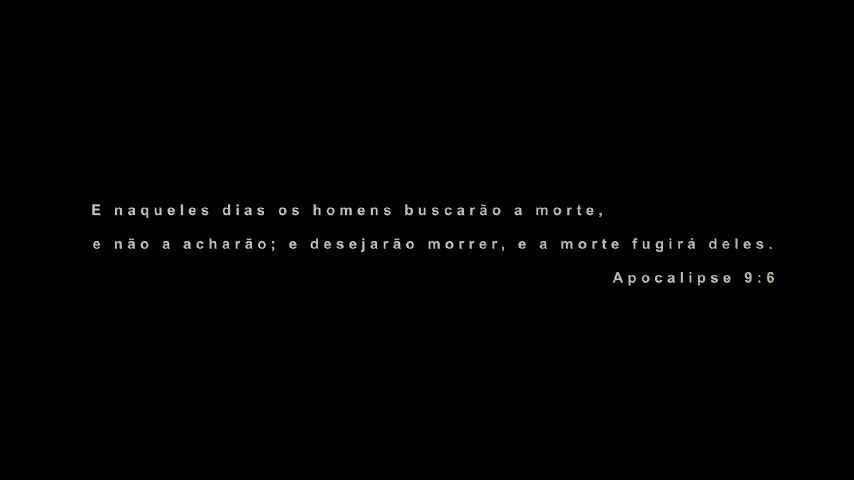 E naqueles dias os homens buscarão a morte,
e não a acharão; e desejarão morrer, e a morte fugirá deles.
Apocalipse 9:6